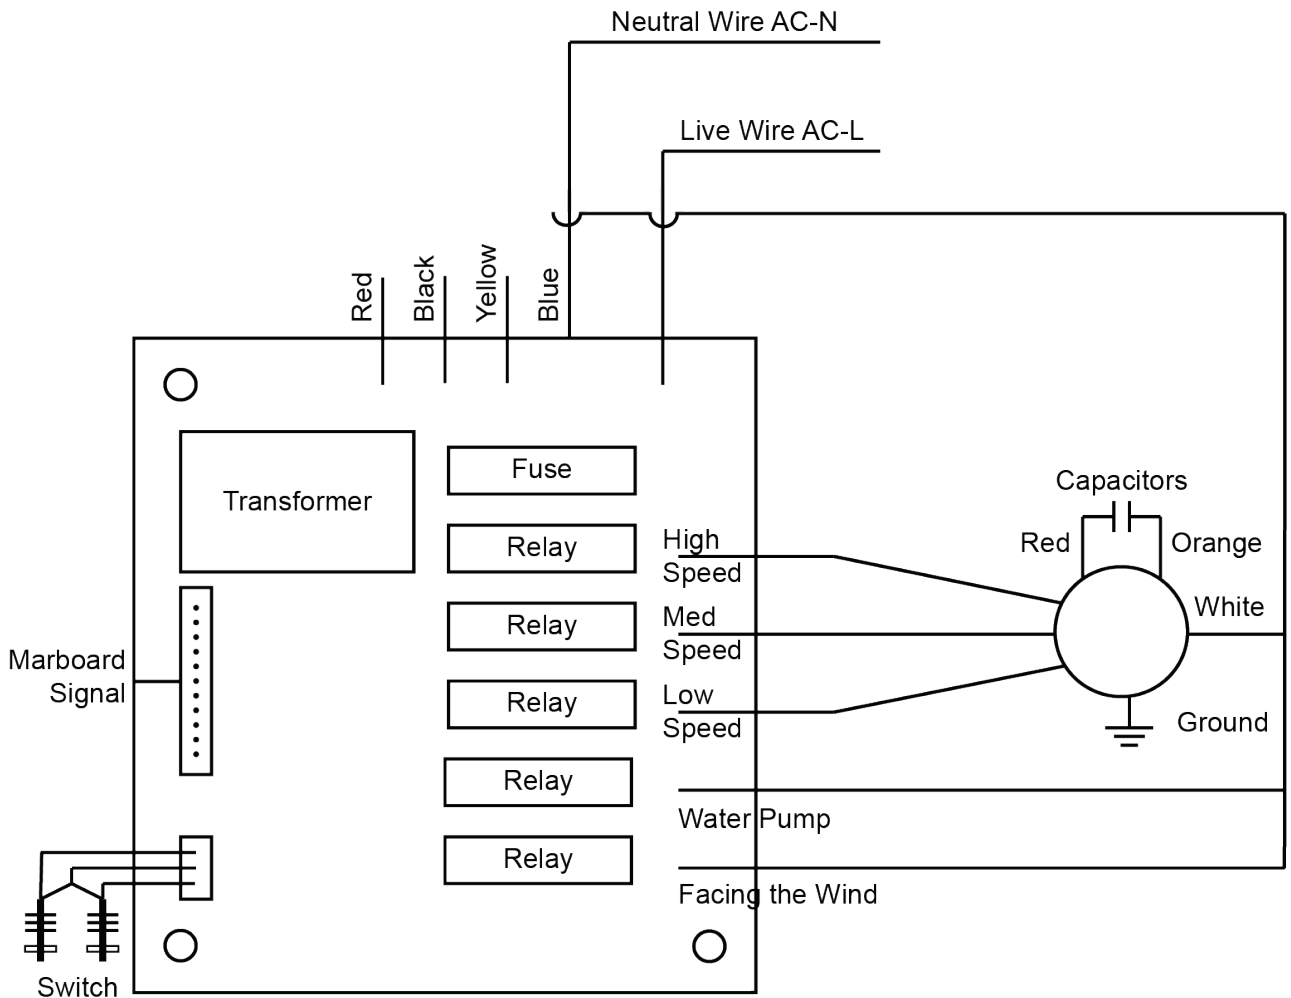 Neutral Wire AC-N
Live Wire AC-L
Red
Black
Yellow
Blue
Transformer
Fuse
Relay
Relay
Relay
Relay
Relay
High
Speed
Med
Speed
Low
Speed
Water Pump
Facing the Wind
Capacitors
Red
Orange
White
Ground
Marboard
Signal
Switch